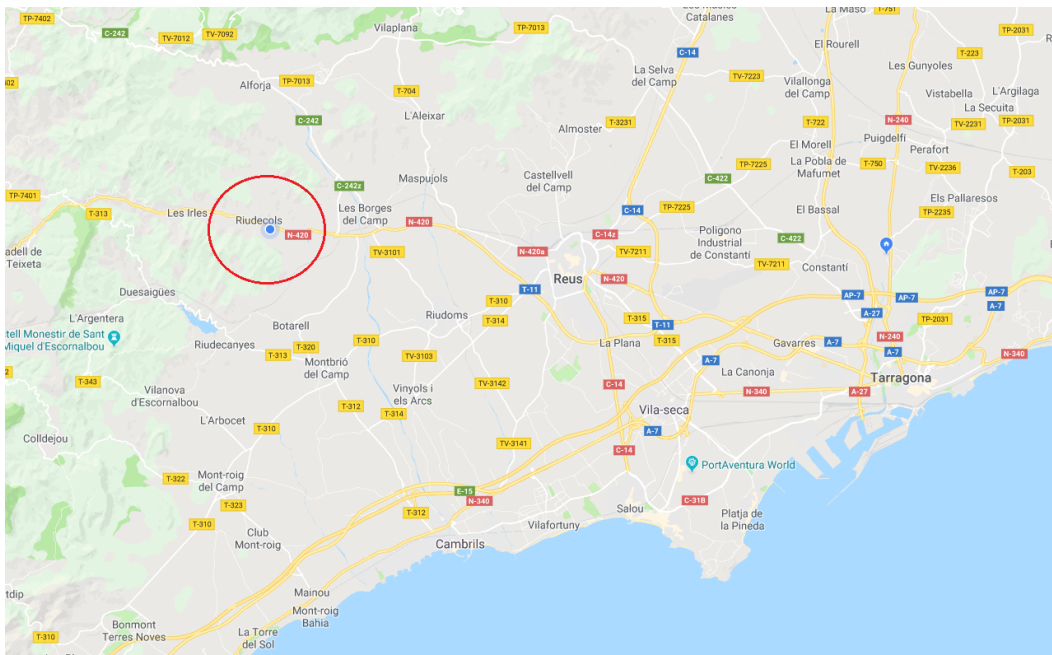 TP-7402
C-242
TV-7012
TV-7092
Vilaplana
TP-7013
Catalanes
La Masó
T-751
TP-2031
El Rourell
C-14
T-223
Les Gunyoles
Alforja
TP-7013
T-704
La Selva
del Camp
TV-7223
Vilallonga
del Camp
Vistabella
L'Argilaga
La Secuita
C-242
L'Aleixar
Almoster
T-3231
T-722
N-240
TV-2231
TP-2031
Puigdelfí
El Morell
Perafort
La Pobla de
Mafumet
T-750
TV-2236
T-203
TP-7225
C-422
Castellvell
del Camp
Maspujols
C-242z
TP-7401
T-313
Les Irles
Riudecols
N-420
Les Borges
del Camp
N-420
TV-3101
C-14
TP-7225
El Bassal
Els Pallaresos
TP-2235
C-14z
N-420a
TV-7211
Poligono
Industrial
de Constantí
C-422
TV-7211
Constantí
adell de
Teixeta
Reus
N-420
T-11
Duesaigües
T-310
T-314
Riudoms
AP-7
AP-7
AP-7
A-7
A-27
TP-2031
L'Argentera
tell Monestir de Sant
Miquel d'Escornalbou
Botarell
Riudecanyes
T-320
T-313
T-310
Montbrió
del Camp
TV-3103
T-315
T-11
T-315
La Plana
Gavarres
A-7
N-240
A-7
N-340
A-7
La Canonja
Tarragona
T-343
Vilanova
d'Escornalbou
Vinyols i
els Arcs
TV-3142
C-14
N-340
A-27
T-312
T-314
Vila-seca
L'Arbocet
T-310
Colldejou
TV-3141
A-7
C-14
PortAventura World
T-322
Mont-roig
del Camp
T-323
T-310
E-15
N-340
T-312
C-31B
Salou
Platja de
la Pineda
Vilafortuny
Club
Mont-roig
Cambrils
Mainou
Mont-roig
Bahia
Bonmont
Terres Noves
T-310
La Torre
del Sol